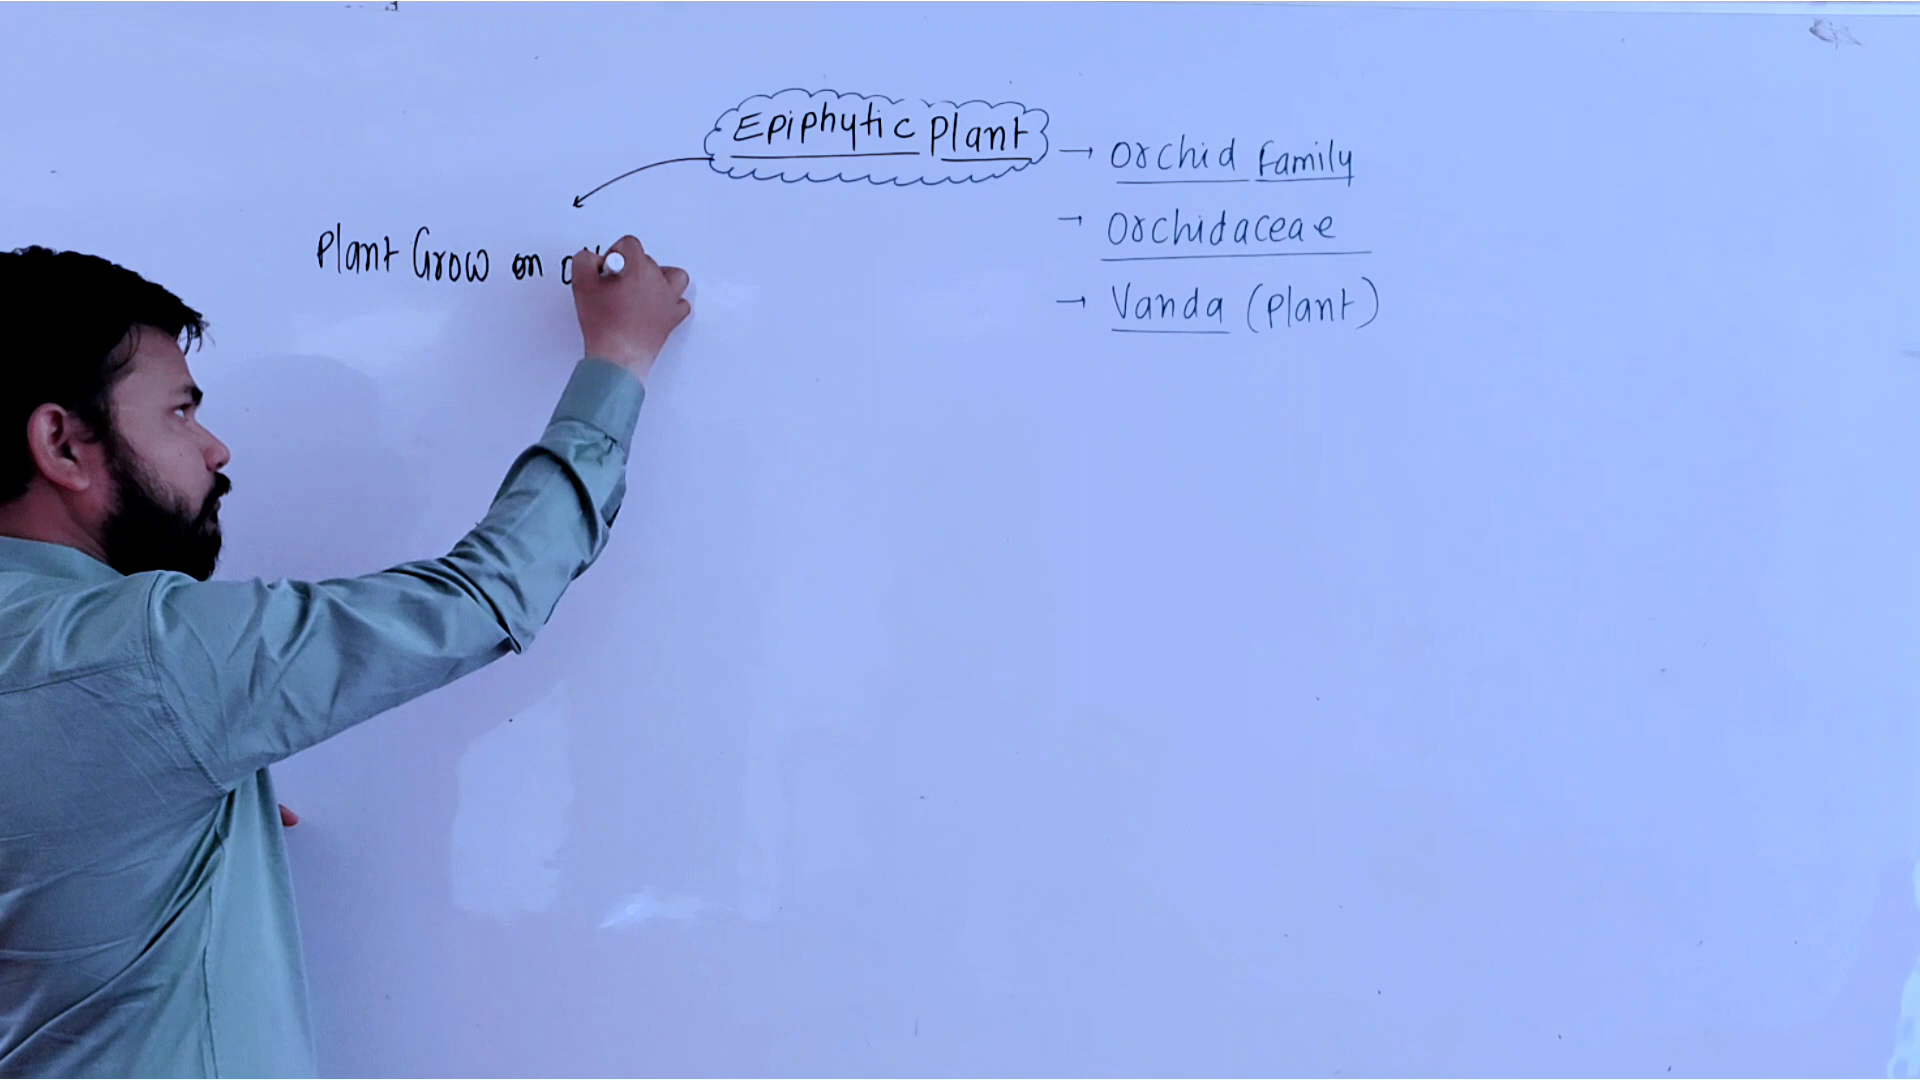 Epiphytic Plant
→ Orchid Family
→ Orchidaceae
→ Vanda (Plant)
Plant Grow on